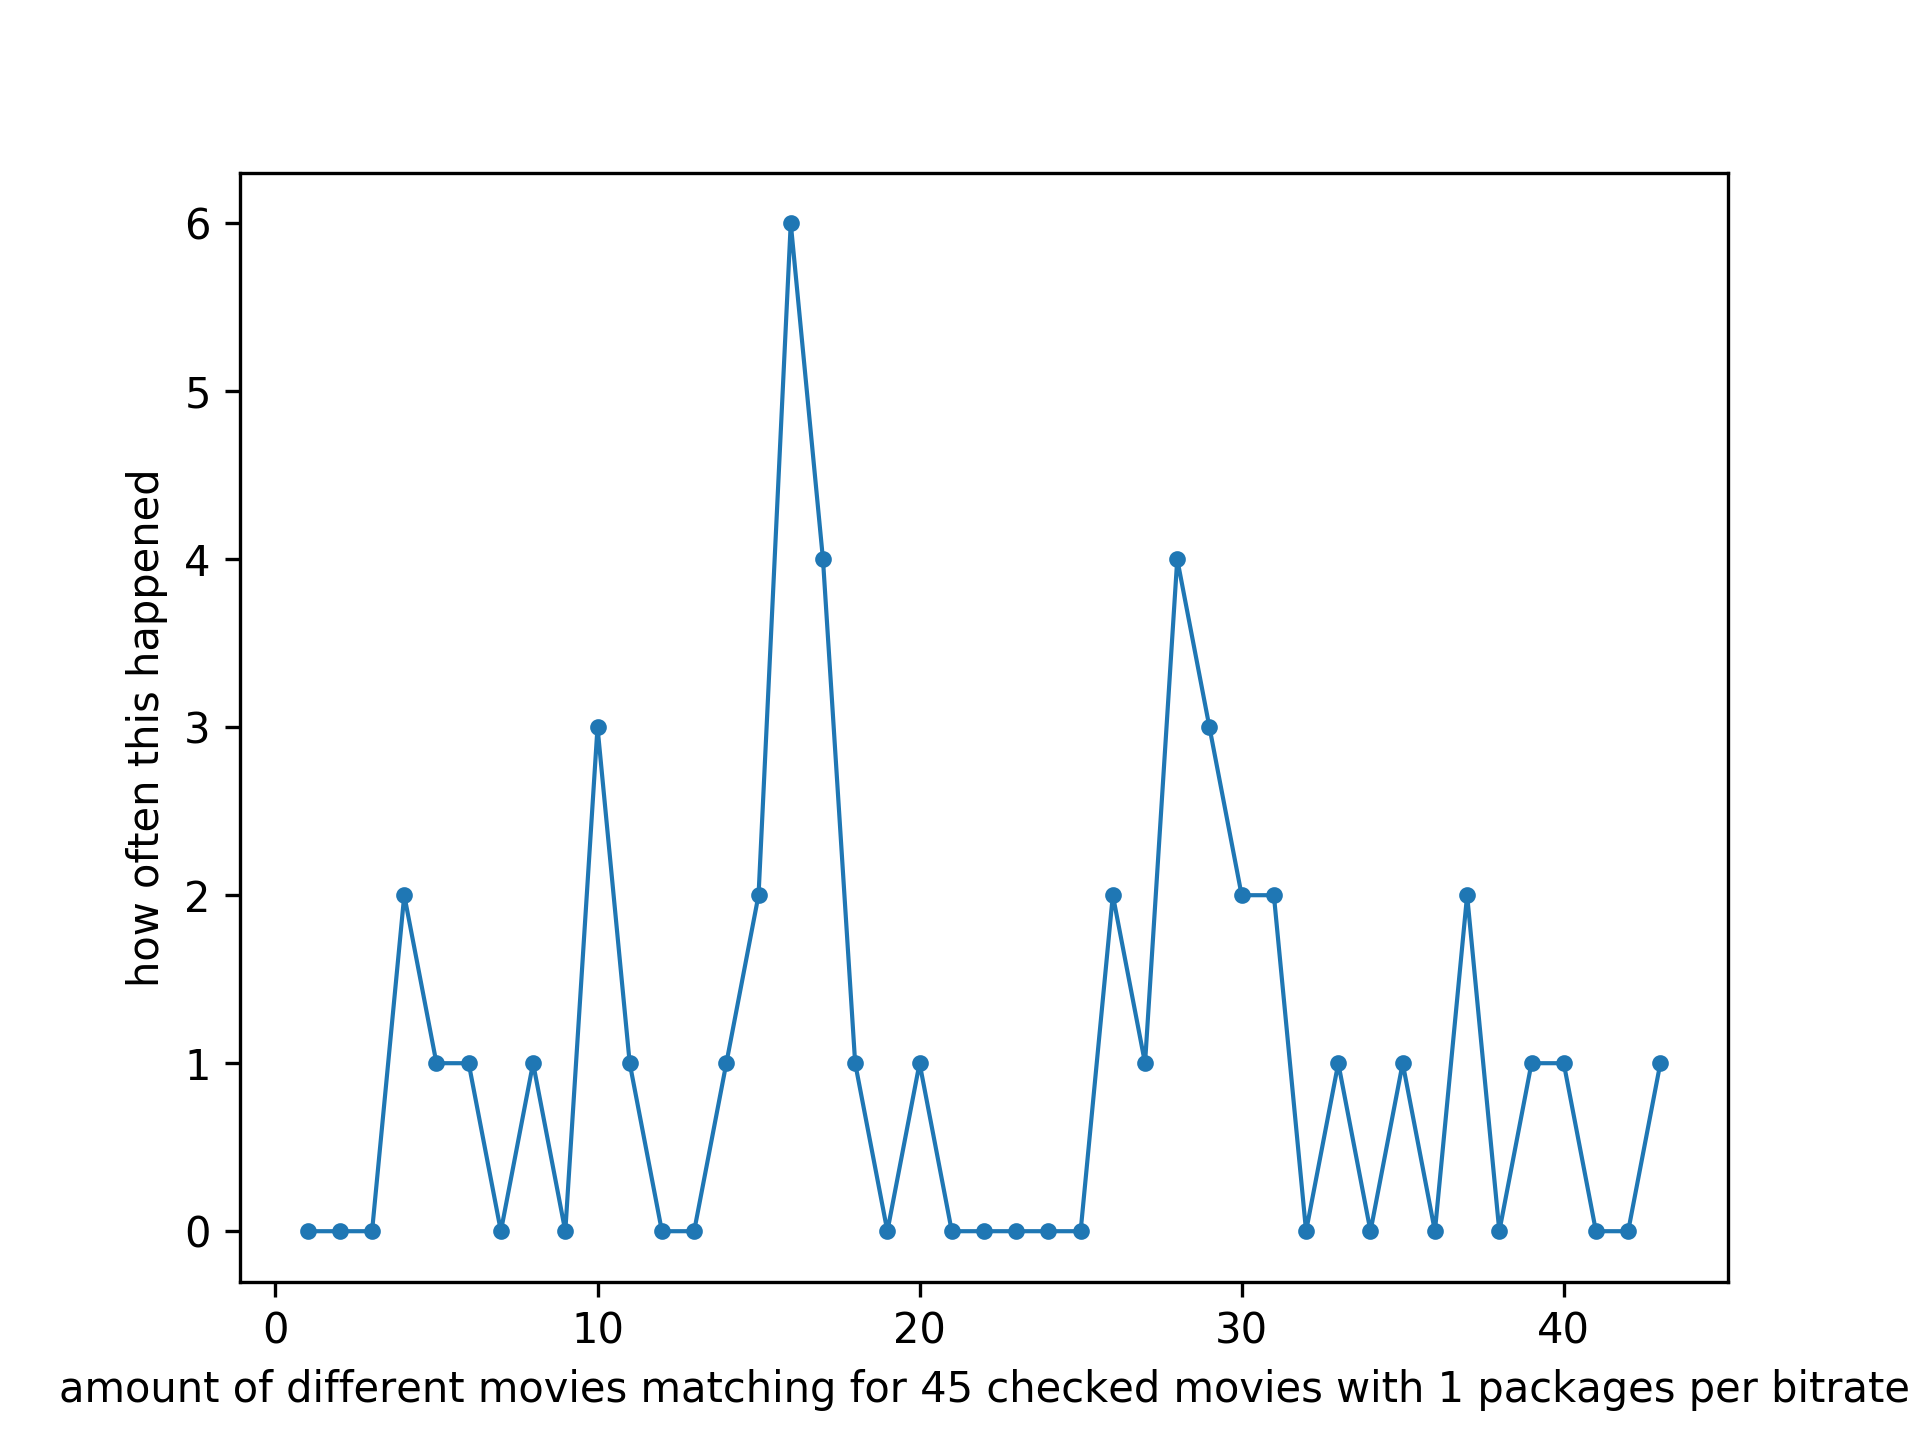 6
5
4
3
2
1
0
how often this happened
0 10 20 30 40
amount of different movies matching for 45 checked movies with 1 packages per bitrate